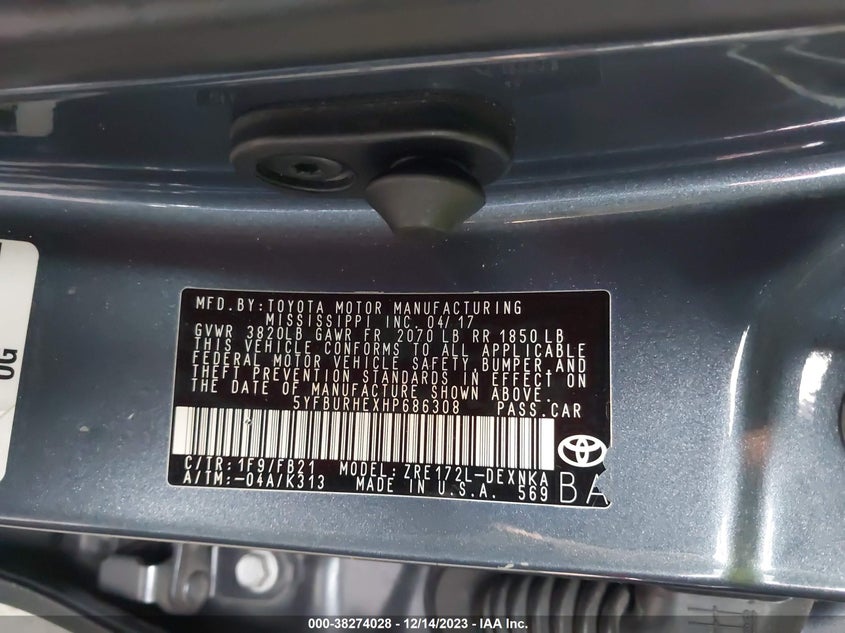 MFD.BY:TOYOTA MOTOR MANUFACTURING
MISSISSIPPI INC. 04/17
GVWR 3820LB GAWR FR 2070 LB RR 1850 LB
THIS VEHICLE CONFORMS TO ALL APPLICABLE
FEDERAL MOTOR VEHICLE SAFETY,BUMPER,AND
THEFT PREVENTION STANDARDS IN EFFECT ON
THE DATE OF MANUFACTURE SHOWN ABOVE.
5YFBURHEXHP686308 PASS.CAR
C/TR: 1F9/FB21 MODEL: ZRE172L-DEXNKA
A/TM:-04A/K313 MADE IN U.S.A. 569
BA
OG
000-38274028 - 12/14/2023 - IAA Inc.